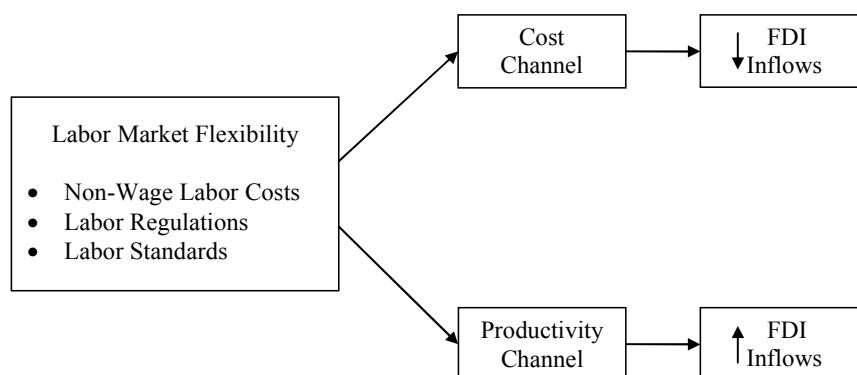 Cost
Channel
FDI
Inflows
Labor Market Flexibility
• Non-Wage Labor Costs
• Labor Regulations
• Labor Standards
Productivity
Channel
FDI
Inflows